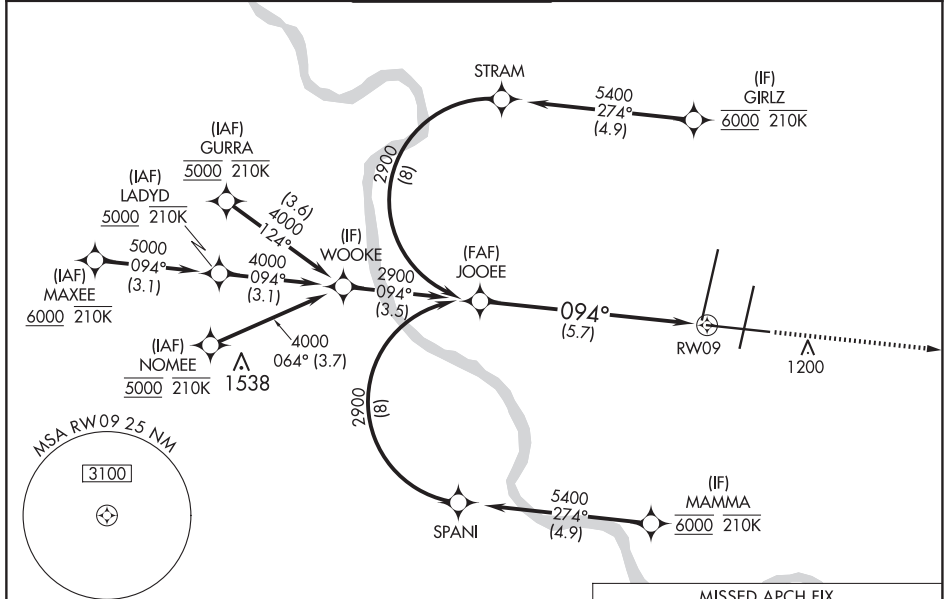 STRAM
5400
274°
(4.9)
(IF)
GIRLZ
6000 210K
(IAF)
GURRA
5000 210K
(IAF)
LADYD
5000 210K
2900
(8)
(3.6)
4000
124°
(IF)
WOOKE
(FAF)
JOOEE
5000
094°
(3.1)
4000
094°
(3.1)
2900
094°
(3.5)
(IAF)
MAXEE
6000 210K
094°
(5.7)
RW09
1200
(IAF)
NOMEE
5000 210K
1538
4000
064° (3.7)
2900
(8)
MSA RW09 25 NM
3100
SPANI
5400
274°
(4.9)
(IF)
MAMMA
6000 210K
MISSED APCH FIX